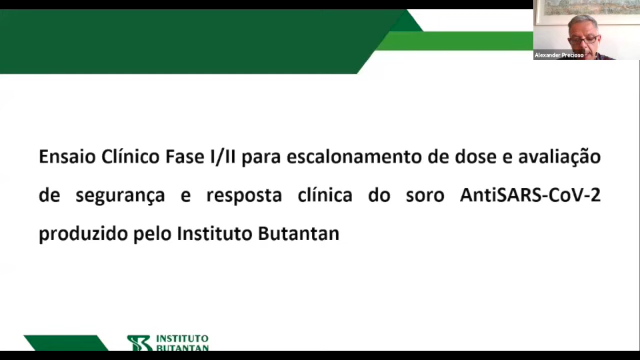 Alexander Precioso
Ensaio Clínico Fase I/II para escalonamento de dose e avaliação
de segurança e resposta clínica do soro AntiSARS-CoV-2
produzido pelo Instituto Butantan
INSTITUTO
BUTANTAN